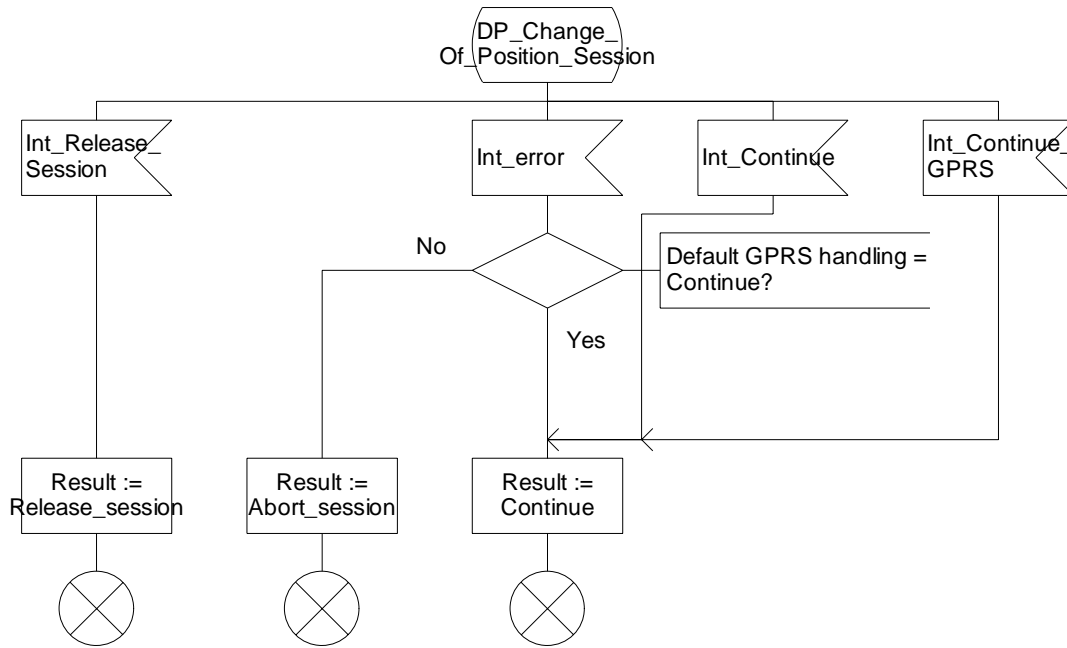 DP_Change_
Of_Position_Session
Int_Release_
Session
Int_error
Int_Continue
Int_Continue_
GPRS
No
Default GPRS handling =
Continue?
Yes
Result :=
Release_session
Result :=
Abort_session
Result :=
Continue